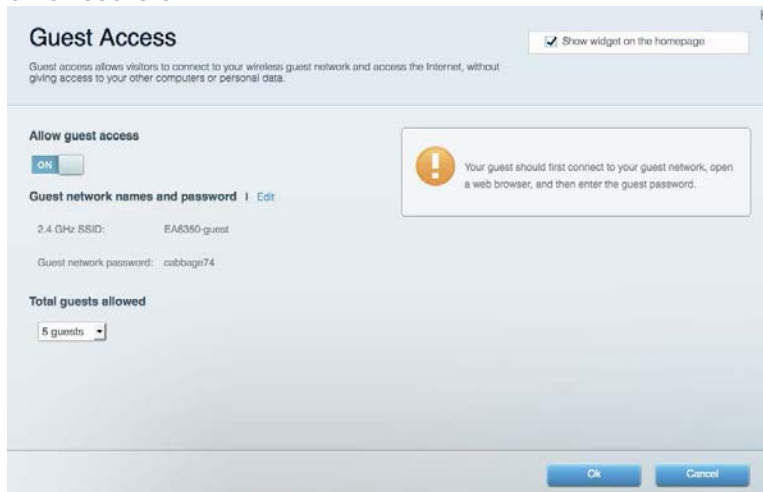 Guest Access
Show widget on the homepage
Guest access allows visitors to connect to your wireless guest network and access the Internet, without
giving access to your other computers or personal data.
Allow guest access
ON
Your guest should first connect to your guest network, open
a web browser, and then enter the guest password.
Guest network names and password | Edit
2.4 GHz SSID: EA6350-guest
Guest network password: cabbage74
Total guests allowed
5 guests
Ok Cancel